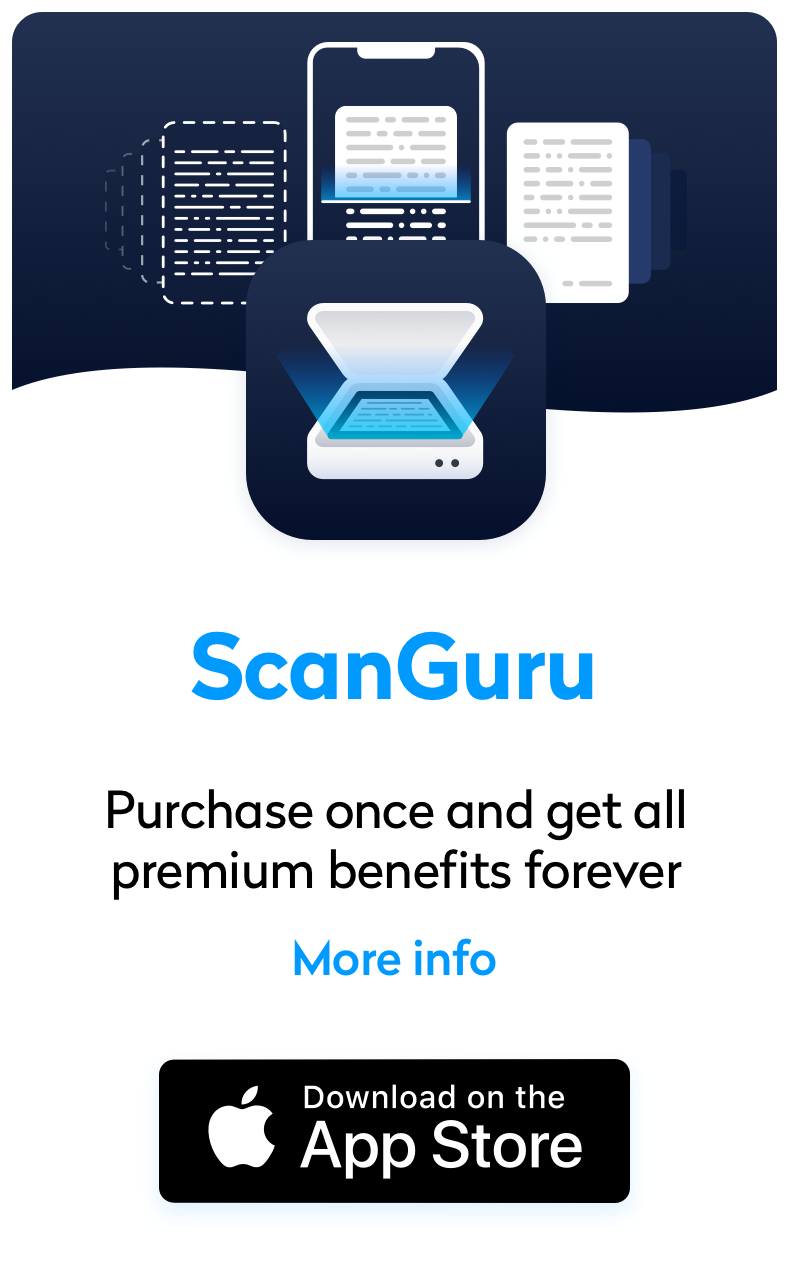 ScanGuru
Purchase once and get all
premium benefits forever
More info
Download on the
App Store